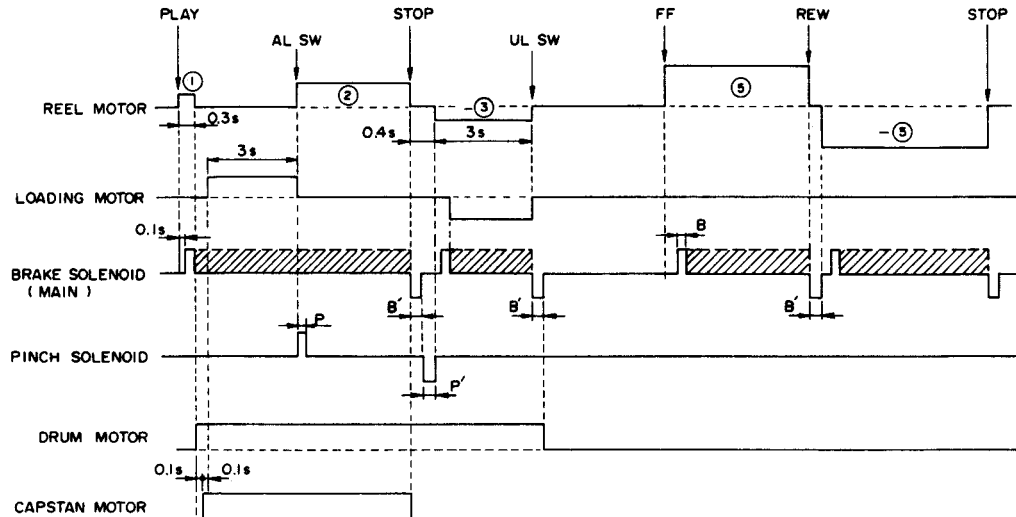 PLAY STOP FF REW STOP
AL SW UL SW
① ② -③ ⑤ -⑤
REEL MOTOR
0.3s 0.4s 3s
3s
LOADING MOTOR
0.1s B
BRAKE SOLENOID
(MAIN)
B' B' B'
P
PINCH SOLENOID
P'
DRUM MOTOR
0.1s 0.1s
CAPSTAN MOTOR